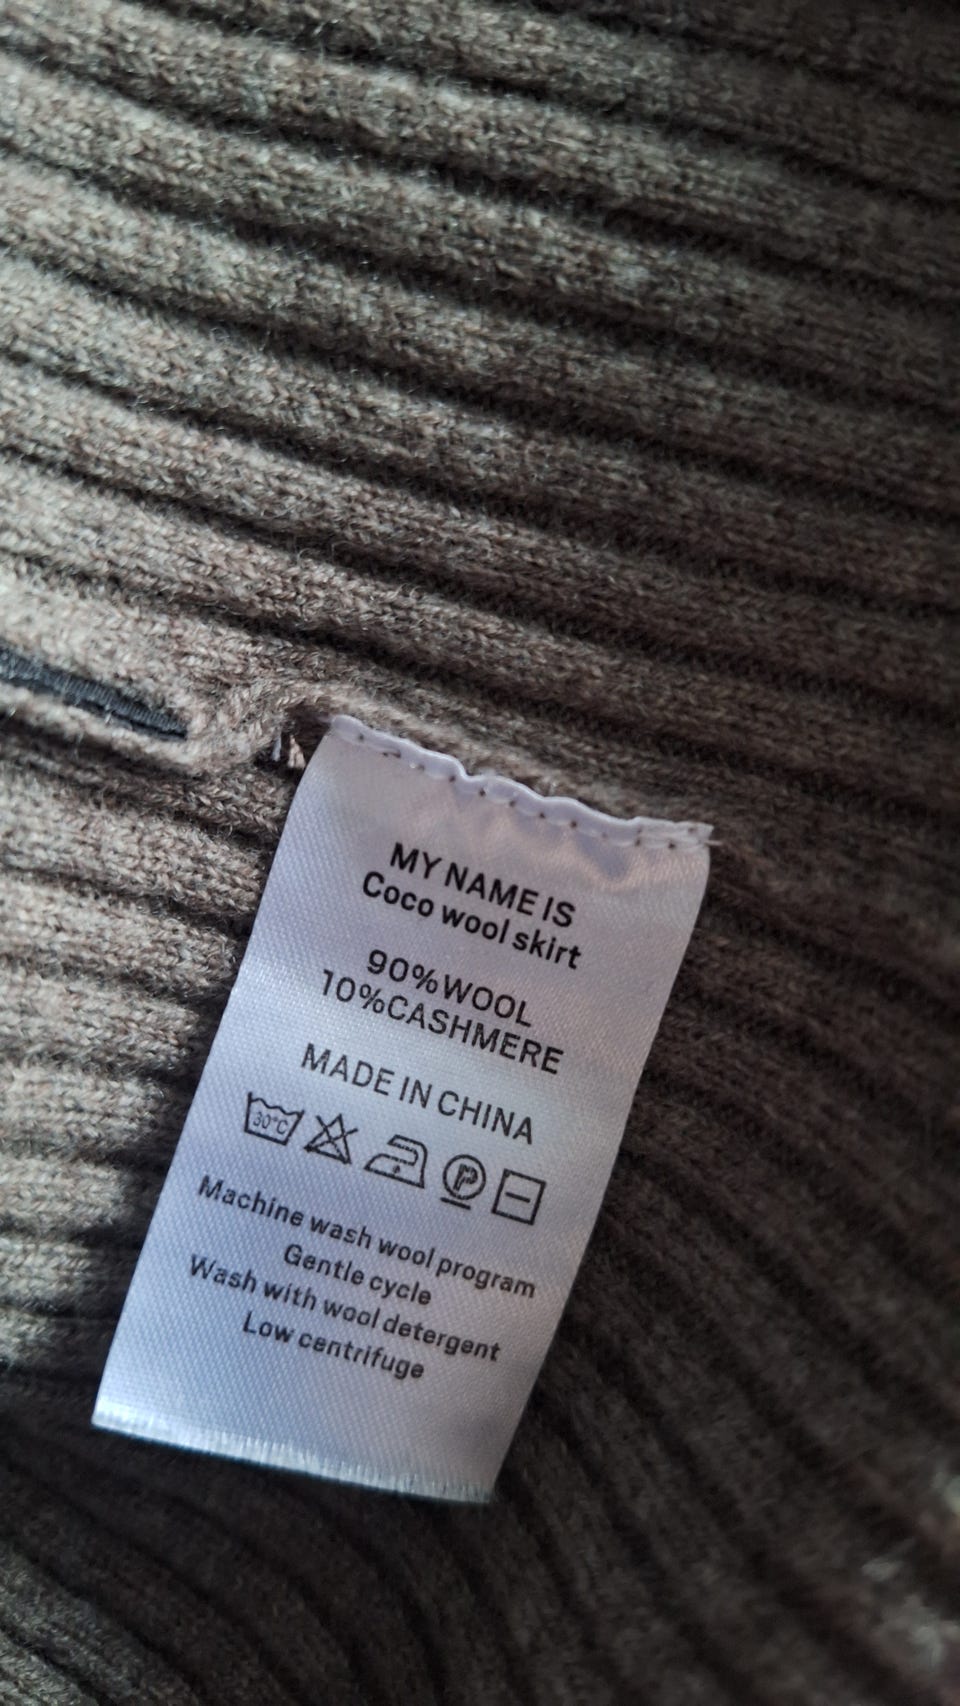 MY NAME IS
Coco wool skirt
90%WOOL
10%CASHMERE
MADE IN CHINA
30°C P
Machine wash wool program
Gentle cycle
Wash with wool detergent
Low centrifuge